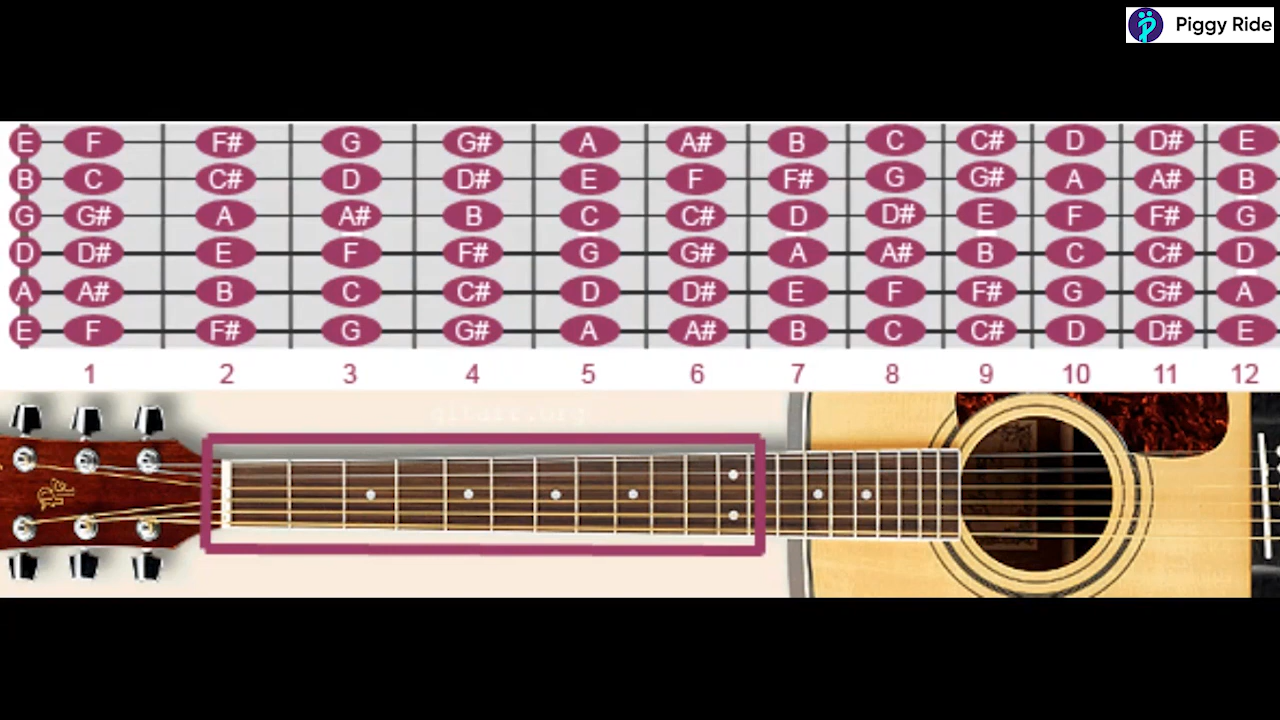 Piggy Ride
E F F# G G# A A# B C C# D D# E
B C C# D D# E F F# G G# A A# B
G G# A A# B C C# D D# E F F# G
D D# E F F# G G# A A# B C C# D
A A# B C C# D D# E F F# G G# A
E F F# G G# A A# B C C# D D# E
1 2 3 4 5 6 7 8 9 10 11 12